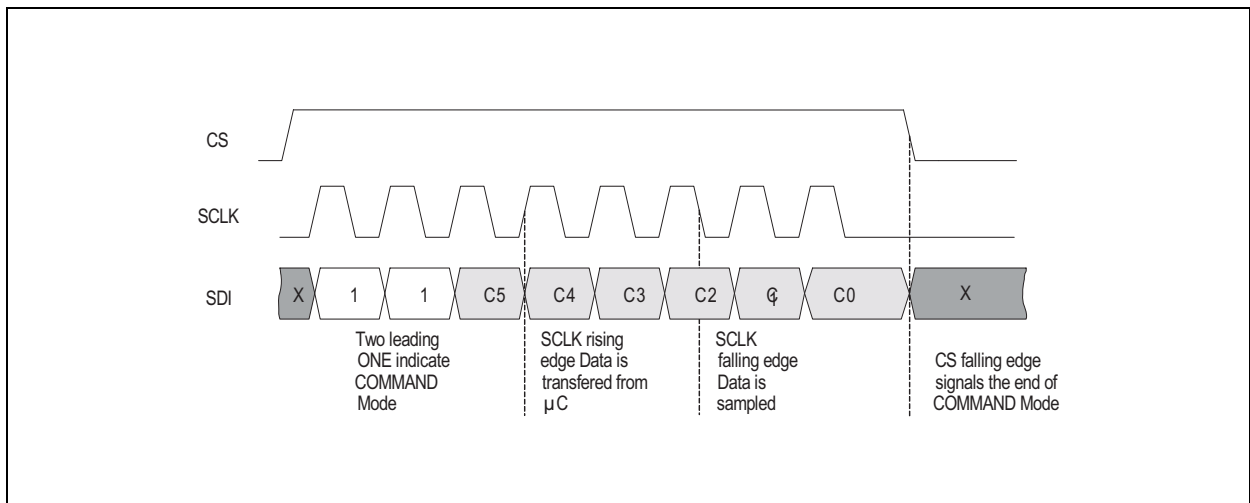 CS
SCLK
SDI
X 1 1 C5 C4 C3 C2 C1 C0 X
Two leading
ONE indicate
COMMAND
Mode
SCLK rising
edge Data is
transfered from
µC
SCLK
falling edge
Data is
sampled
CS falling edge
signals the end of
COMMAND Mode